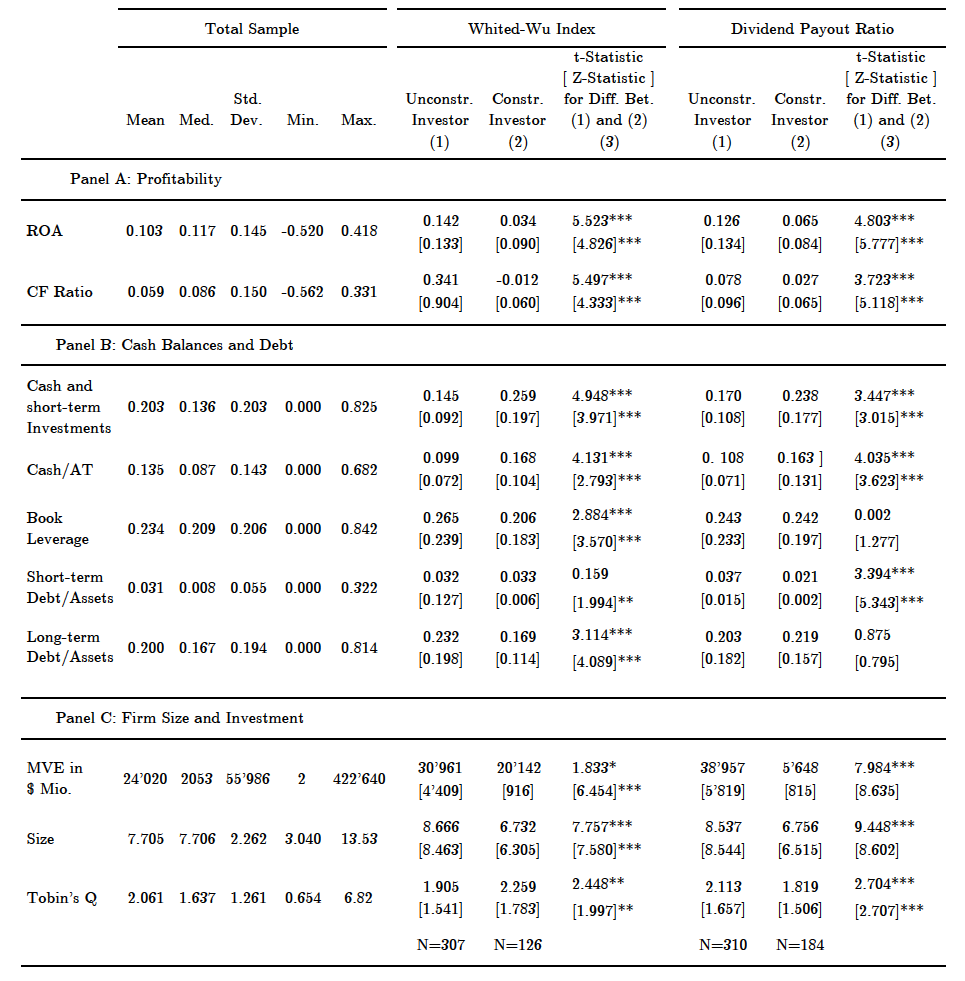 Total Sample Whited-Wu Index Dividend Payout Ratio
t-Statistic t-Statistic
[ Z-Statistic ] [ Z-Statistic ]
Std. Unconstr. Constr. for Diff. Bet. Unconstr. Constr. for Diff. Bet.
Mean Med. Dev. Min. Max. Investor Investor (1) and (2) Investor Investor (1) and (2)
(1) (2) (3) (1) (2) (3)
Panel A: Profitability
0.142 0.034 5.523*** 0.126 0.065 4.803***
ROA 0.103 0.117 0.145 -0.520 0.418
[0.133] [0.090] [4.826]*** [0.134] [0.084] [5.777]***
0.341 -0.012 5.497*** 0.078 0.027 3.723***
CF Ratio 0.059 0.086 0.150 -0.562 0.331
[0.904] [0.060] [4.333]*** [0.096] [0.065] [5.118]***
Panel B: Cash Balances and Debt
Cash and 0.145 0.259 4.948*** 0.170 0.238 3.447***
short-term 0.203 0.136 0.203 0.000 0.825
Investments [0.092] [0.197] [3.971]*** [0.108] [0.177] [3.015]***
0.099 0.168 4.131*** 0. 108 0.163 ] 4.035***
Cash/AT 0.135 0.087 0.143 0.000 0.682
[0.072] [0.104] [2.793]*** [0.071] [0.131] [3.623]***
Book 0.265 0.206 2.884*** 0.243 0.242 0.002
0.234 0.209 0.206 0.000 0.842
Leverage [0.239] [0.183] [3.570]*** [0.233] [0.197] [1.277]
Short-term 0.032 0.033 0.159 0.037 0.021 3.394***
0.031 0.008 0.055 0.000 0.322
Debt/Assets [0.127] [0.006] [1.994]** [0.015] [0.002] [5.343]***
Long-term 0.232 0.169 3.114*** 0.203 0.219 0.875
0.200 0.167 0.194 0.000 0.814
Debt/Assets [0.198] [0.114] [4.089]*** [0.182] [0.157] [0.795]
Panel C: Firm Size and Investment
MVE in 30'961 20'142 1.833* 38'957 5'648 7.984***
24'020 2053 55'986 2 422'640
$ Mio. [4'409] [916] [6.454]*** [5'819] [815] [8.635]
8.666 6.732 7.757*** 8.537 6.756 9.448***
Size 7.705 7.706 2.262 3.040 13.53
[8.463] [6.305] [7.580]*** [8.544] [6.515] [8.602]
1.905 2.259 2.448** 2.113 1.819 2.704***
Tobin's Q 2.061 1.637 1.261 0.654 6.82
[1.541] [1.783] [1.997]** [1.657] [1.506] [2.707]***
N=307 N=126 N=310 N=184